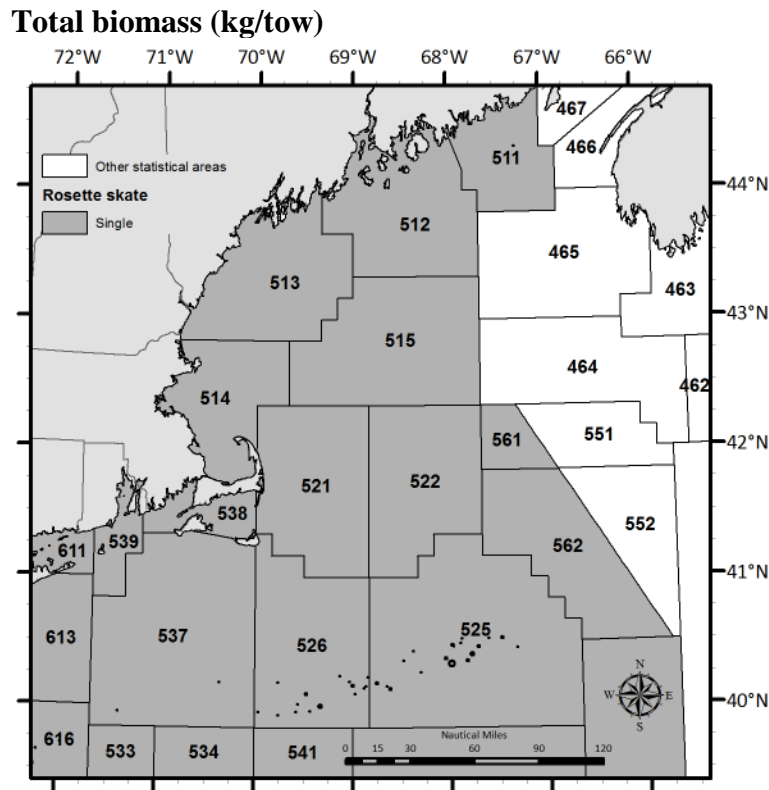 Total biomass (kg/tow)
72°W 71°W 70°W 69°W 68°W 67°W 66°W
467
Other statistical areas
511
466
Rosette skate
44°N
Single
512
465
463
513
43°N
515
464
462
514
561
551
42°N
521
522
538
552
539
562
611
41°N
613
537
526
525
N
W E
S
40°N
616
533
534
541
Nautical Miles
0 15 30 60 90 120